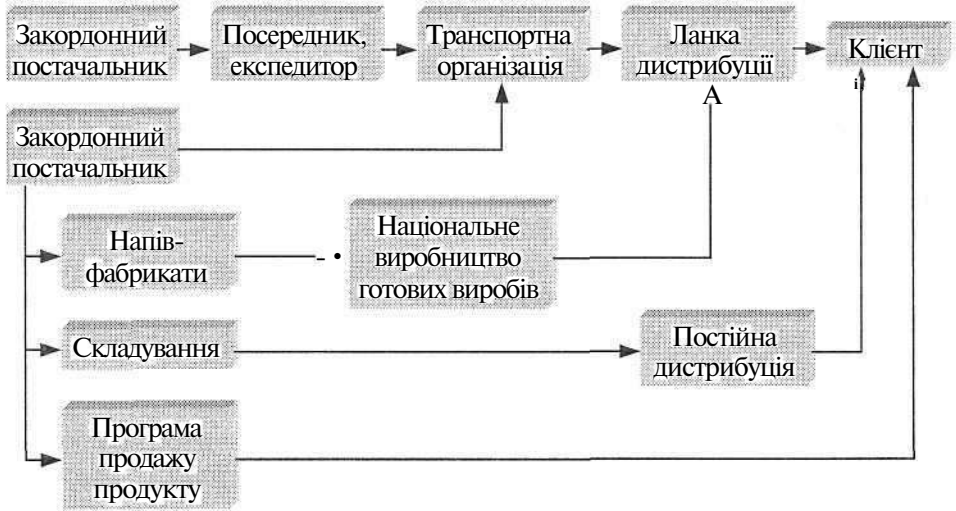 Закордонний
постачальник
Посередник,
експедитор
Транспортна
організація
Ланка
дистрибуції
Клієнт
А
і
Закордонний
постачальник
Напів-
фабрикати
- •
Національне
виробництво
готових виробів
Складування
Постійна
дистрибуція
Програма
продажу
продукту